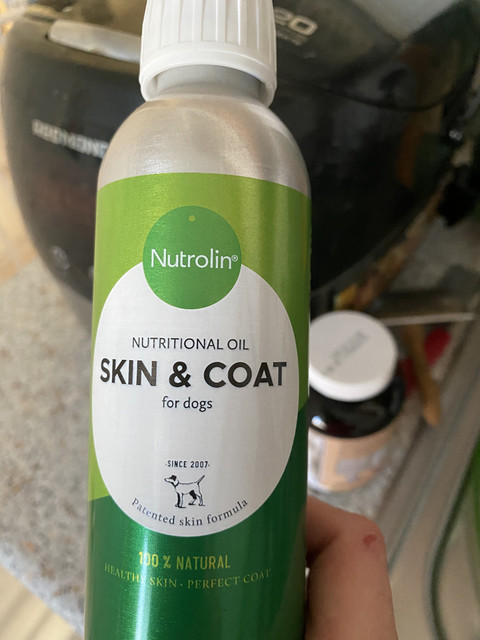 Nutrolin®
NUTRITIONAL OIL
SKIN & COAT
for dogs
·SINCE 2007·
Patented skin formula
100 % NATURAL
HEALTHY SKIN - PERFECT COAT